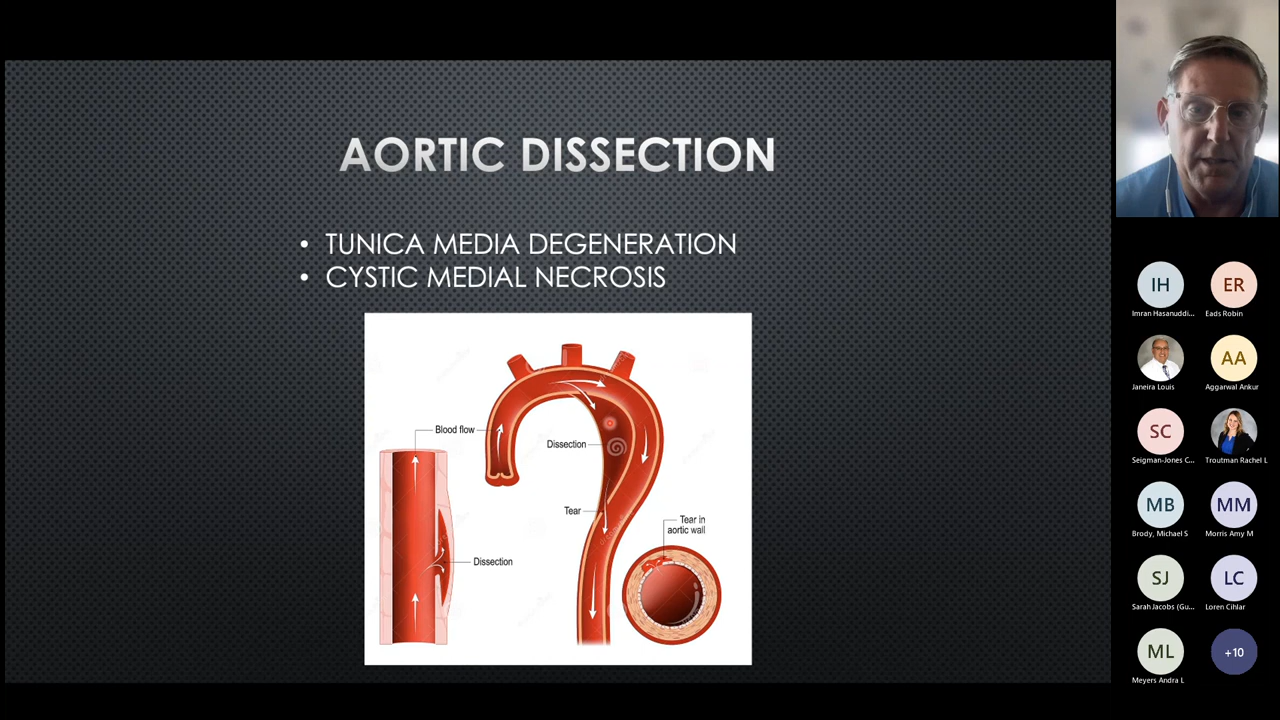 AORTIC DISSECTION
• TUNICA MEDIA DEGENERATION
• CYSTIC MEDIAL NECROSIS
Blood flow
Dissection
Tear
Tear in
aortic wall
Dissection
IH
Imran Hasanuddi...
ER
Eads Robin
Janeira Louis
AA
Aggarwal Ankur
SC
Seigman-Jones C...
Troutman Rachel L
MB
Brody, Michael S
MM
Morris Amy M
SJ
Sarah Jacobs (Gu...
LC
Loren Cihlar
ML
Meyers Andra L
+10